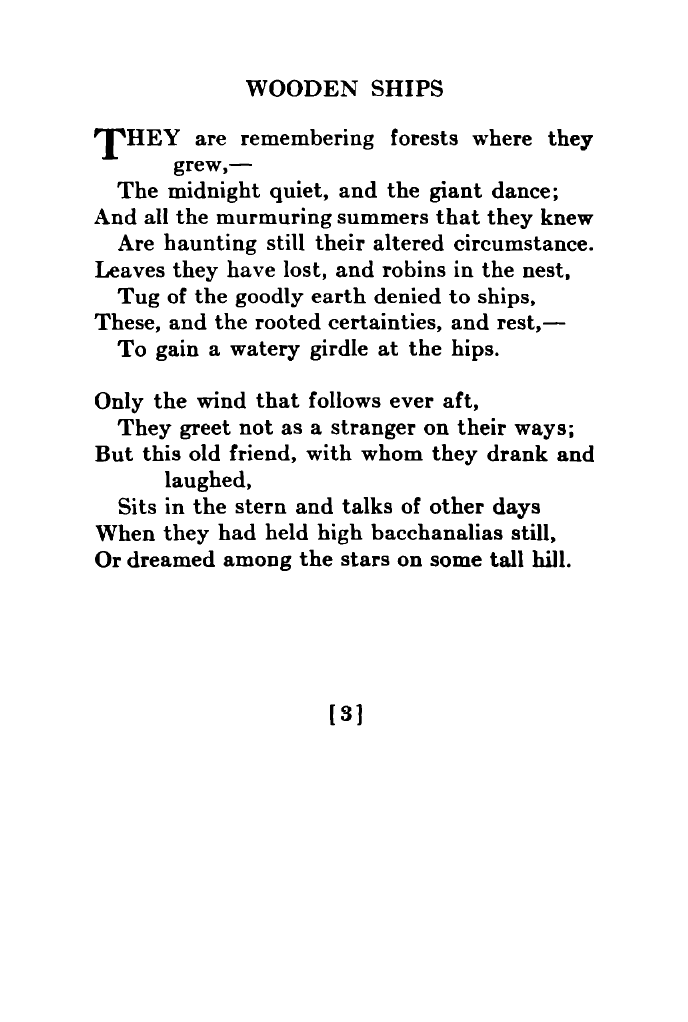 WOODEN SHIPS
THEY are remembering forests where they
grew,—
The midnight quiet, and the giant dance;
And all the murmuring summers that they knew
Are haunting still their altered circumstance.
Leaves they have lost, and robins in the nest,
Tug of the goodly earth denied to ships,
These, and the rooted certainties, and rest,—
To gain a watery girdle at the hips.
Only the wind that follows ever aft,
They greet not as a stranger on their ways;
But this old friend, with whom they drank and
laughed,
Sits in the stern and talks of other days
When they had held high bacchanalias still,
Or dreamed among the stars on some tall hill.
[3]